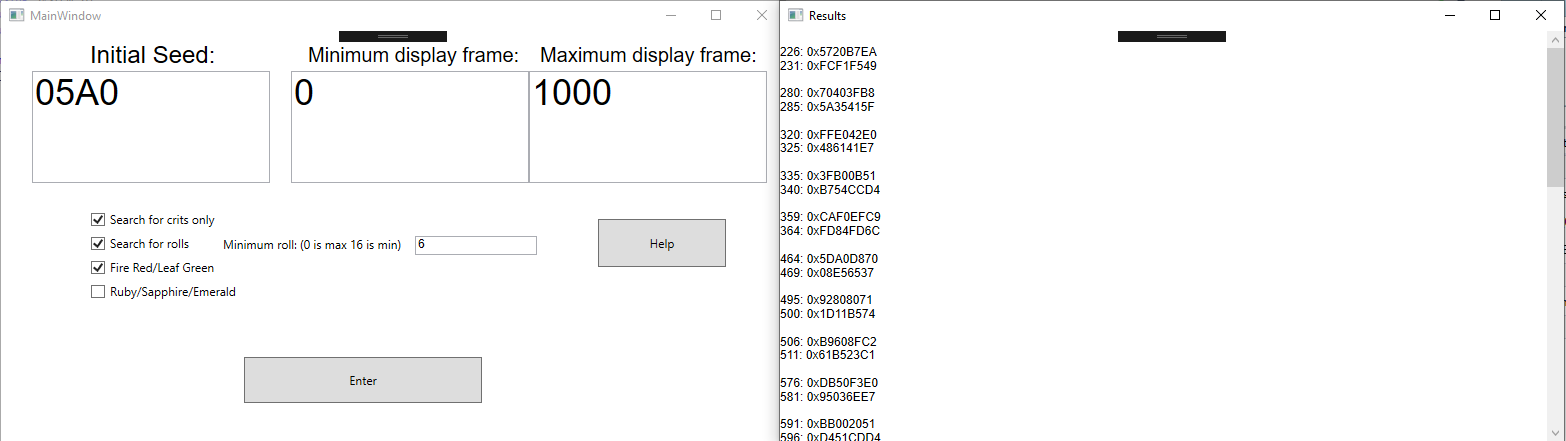 MainWindow
Initial Seed:
Minimum display frame:
Maximum display frame:
05A0
0
1000
Search for crits only
Search for rolls
Minimum roll: (0 is max 16 is min)
6
Fire Red/Leaf Green
Ruby/Sapphire/Emerald
Help
Enter
Results
226: 0x5720B7EA
231: 0xFCF1F549
280: 0x70403FB8
285: 0x5A35415F
320: 0xFFE042E0
325: 0x486141E7
335: 0x3FB00B51
340: 0xB754CCD4
359: 0xCAF0EFC9
364: 0xFD84FD6C
464: 0x5DA0D870
469: 0x08E56537
495: 0x92808071
500: 0x1D11B574
506: 0xB9608FC2
511: 0x61B523C1
576: 0xDB50F3E0
581: 0x95036EE7
591: 0xBB002051
596: 0xD451CDD4